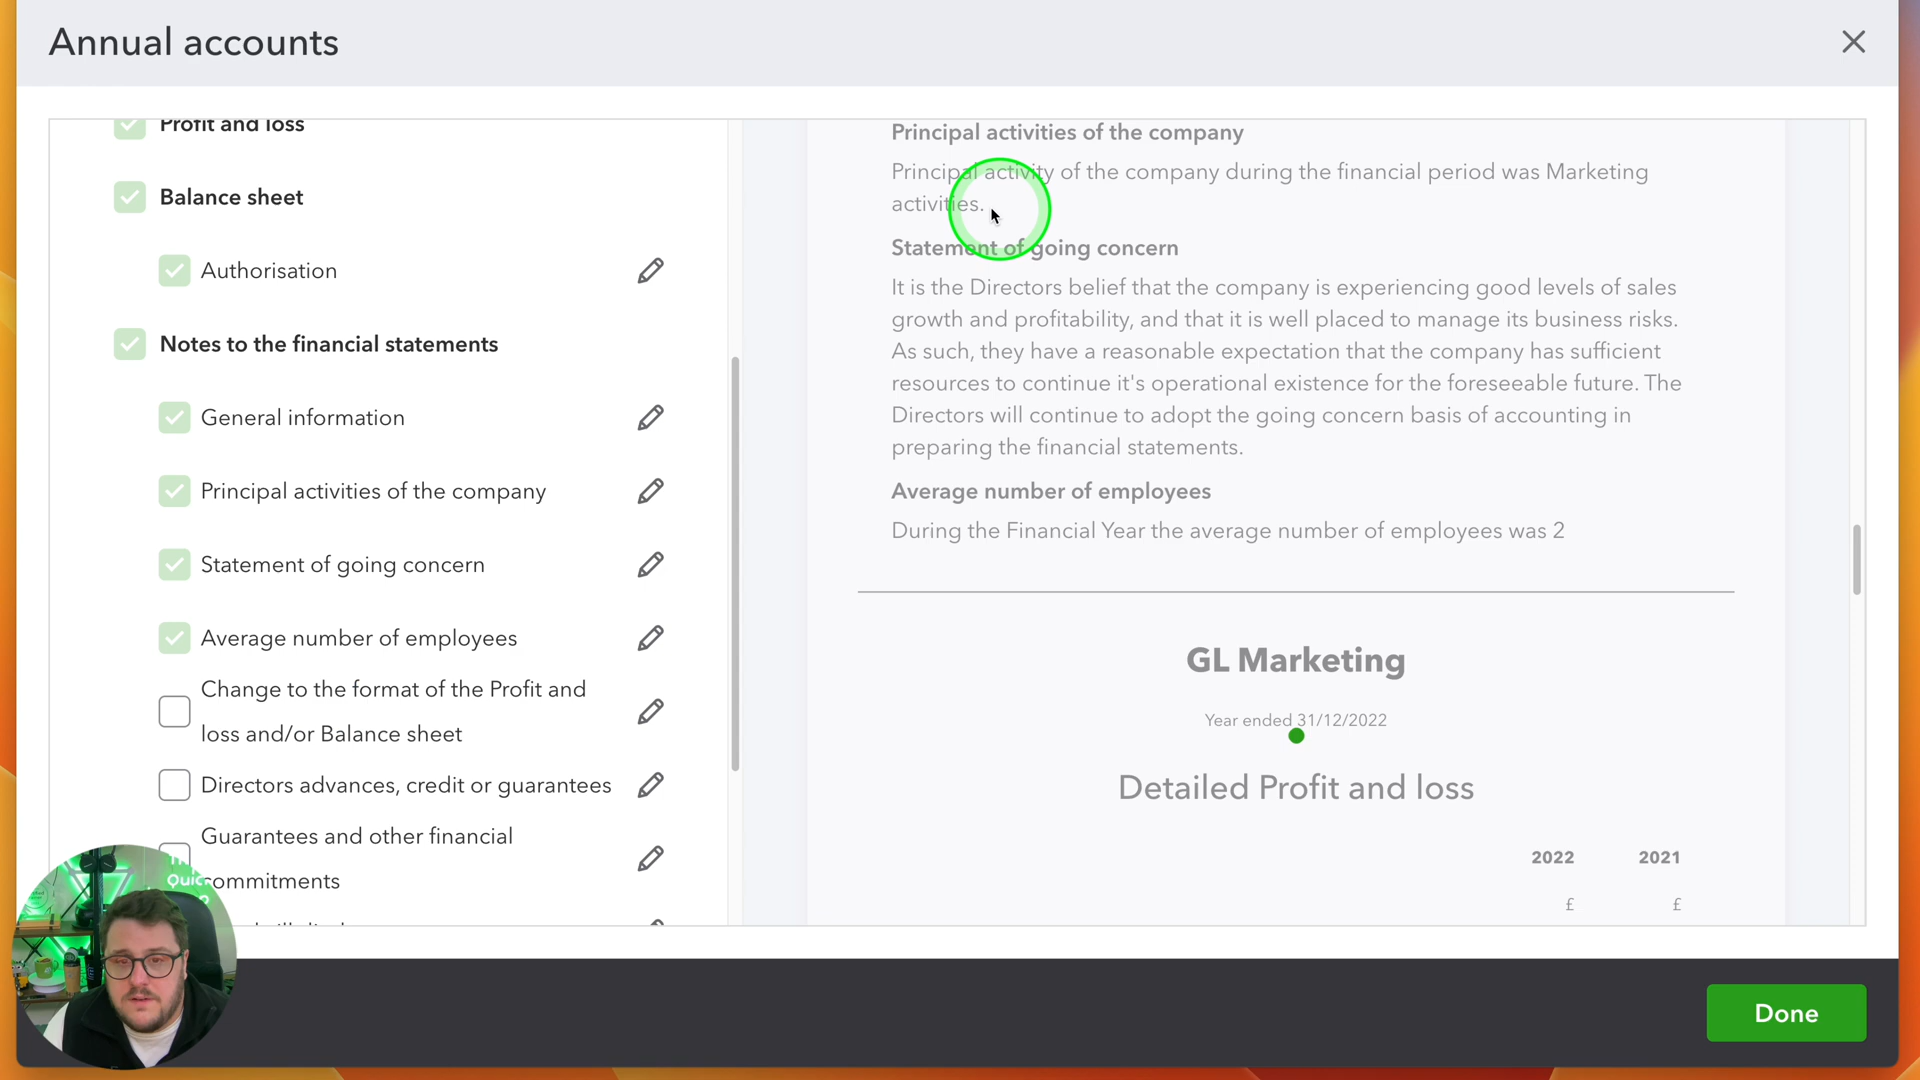 Annual accounts
Profit and loss
Balance sheet
Authorisation
Notes to the financial statements
General information
Principal activities of the company
Statement of going concern
Average number of employees
Change to the format of the Profit and
loss and/or Balance sheet
Directors advances, credit or guarantees
Guarantees and other financial
commitments
Principal activities of the company
Principal activity of the company during the financial period was Marketing
activities.
Statement of going concern
It is the Directors belief that the company is experiencing good levels of sales
growth and profitability, and that it is well placed to manage its business risks.
As such, they have a reasonable expectation that the company has sufficient
resources to continue it's operational existence for the foreseeable future. The
Directors will continue to adopt the going concern basis of accounting in
preparing the financial statements.
Average number of employees
During the Financial Year the average number of employees was 2
GL Marketing
Year ended 31/12/2022
Detailed Profit and loss
2022 2021
£ £
Done